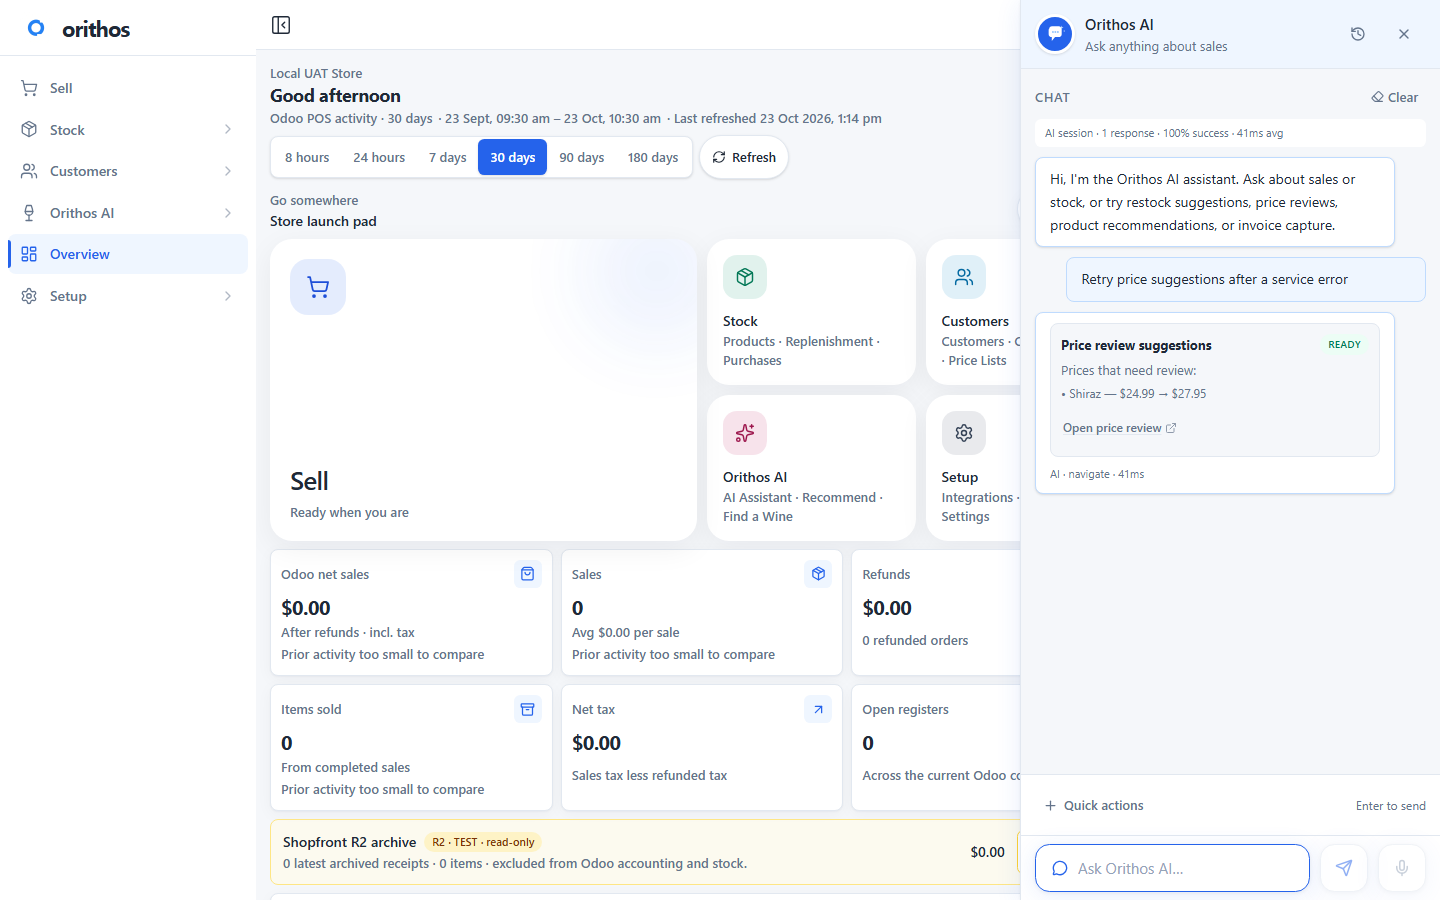 orithos
Sell
Stock
Customers
Orithos AI
Overview
Setup
Local UAT Store
Good afternoon
Odoo POS activity · 30 days · 23 Sept, 09:30 am – 23 Oct, 10:30 am · Last refreshed 23 Oct 2026, 1:14 pm
8 hours
24 hours
7 days
30 days
90 days
180 days
Refresh
Go somewhere
Store launch pad
Sell
Ready when you are
Stock
Products · Replenishment ·
Purchases
Customers
Customers ·
· Price Lists
Orithos AI
AI Assistant · Recommend ·
Find a Wine
Setup
Integrations ·
Settings
Odoo net sales
$0.00
After refunds · incl. tax
Prior activity too small to compare
Sales
0
Avg $0.00 per sale
Prior activity too small to compare
Refunds
$0.00
0 refunded orders
Items sold
0
From completed sales
Prior activity too small to compare
Net tax
$0.00
Sales tax less refunded tax
Open registers
0
Across the current Odoo
Shopfront R2 archive
R2 · TEST · read-only
0 latest archived receipts · 0 items · excluded from Odoo accounting and stock.
$0.00
Orithos AI
Ask anything about sales
CHAT
Clear
AI session · 1 response · 100% success · 41ms avg
Hi, I'm the Orithos AI assistant. Ask about sales or
stock, or try restock suggestions, price reviews,
product recommendations, or invoice capture.
Retry price suggestions after a service error
Price review suggestions
READY
Prices that need review:
• Shiraz — $24.99 → $27.95
Open price review
AI · navigate · 41ms
Quick actions
Enter to send
Ask Orithos AI...